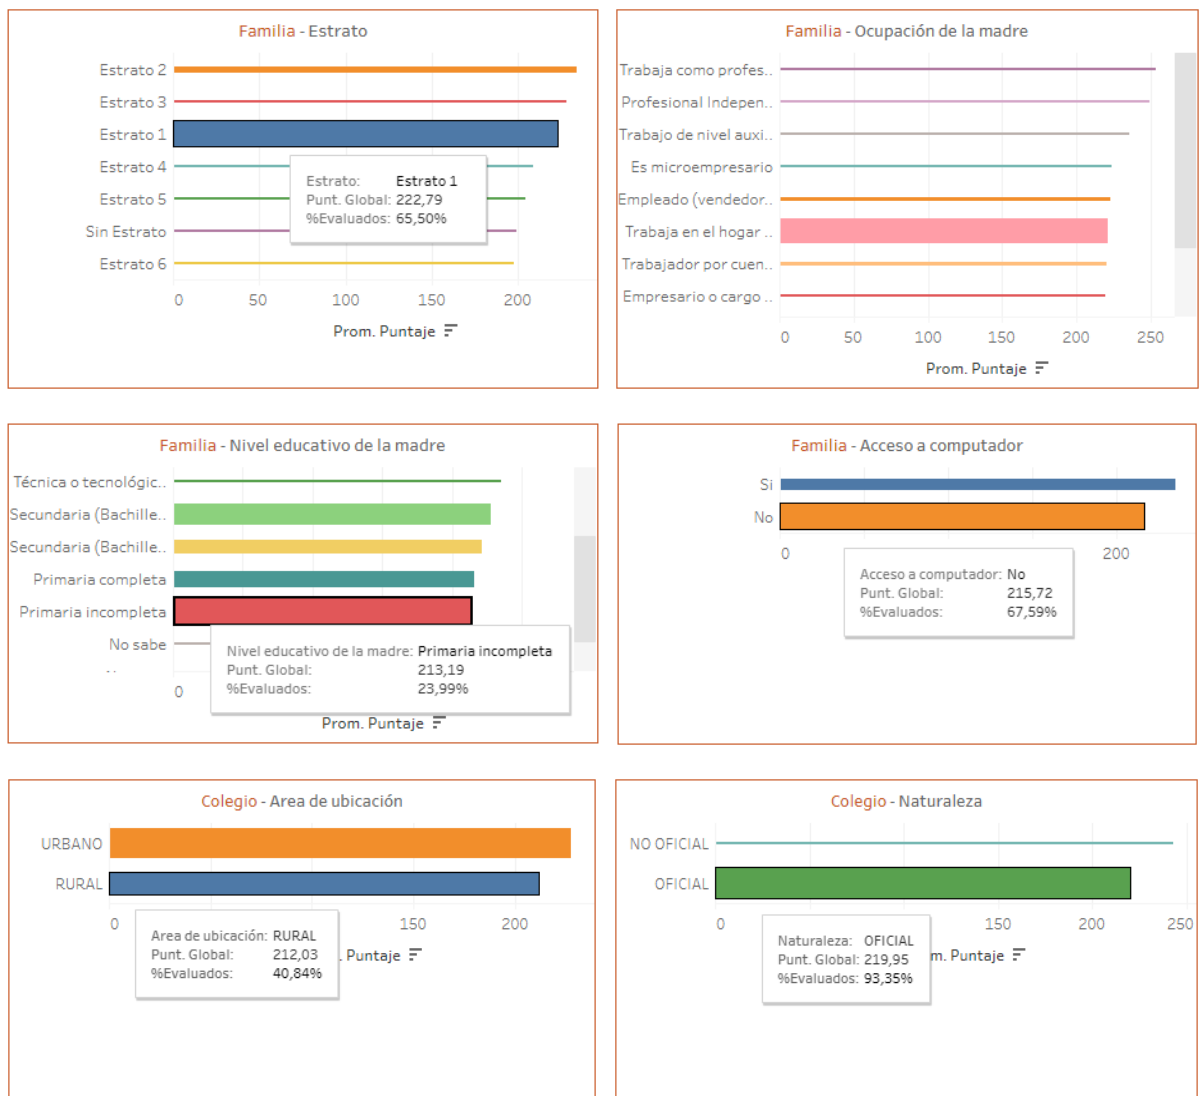 Familia - Estrato
Estrato 2
Estrato 3
Estrato 1
Estrato 4
Estrato 5
Sin Estrato
Estrato 6
Estrato: Estrato 1
Punt. Global: 222,79
%Evaluados: 65,50%
0 50 100 150 200
Prom. Puntaje
Familia - Ocupación de la madre
Trabaja como profes..
Profesional Indepen..
Trabajo de nivel auxi..
Es microempresario
Empleado (vendedor..
Trabaja en el hogar ..
Trabajador por cuen..
Empresario o cargo ..
0 50 100 150 200 250
Prom. Puntaje
Familia - Nivel educativo de la madre
Técnica o tecnológic..
Secundaria (Bachille..
Secundaria (Bachille..
Primaria completa
Primaria incompleta
No sabe
Nivel educativo de la madre: Primaria incompleta
Punt. Global: 213,19
%Evaluados: 23,99%
0
Prom. Puntaje
Familia - Acceso a computador
Si
No
0 200
Acceso a computador: No
Punt. Global: 215,72
%Evaluados: 67,59%
Colegio - Area de ubicación
URBANO
RURAL
0 150 200
Area de ubicación: RURAL
Punt. Global: 212,03
%Evaluados: 40,84%
. Puntaje
Colegio - Naturaleza
NO OFICIAL
OFICIAL
0 150 200 250
Naturaleza: OFICIAL
Punt. Global: 219,95
%Evaluados: 93,35%
m. Puntaje